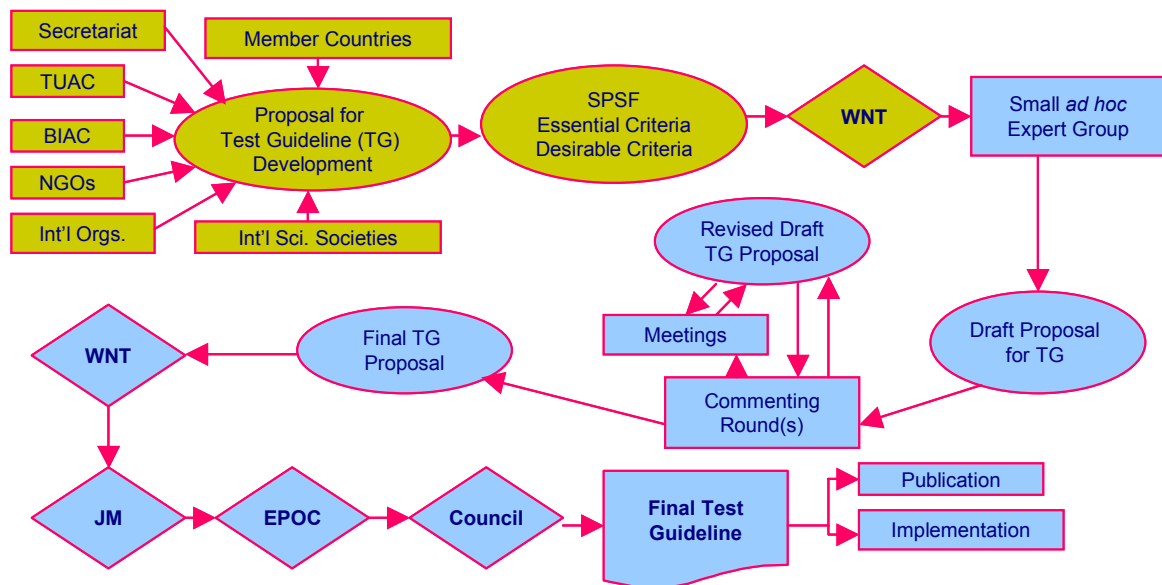 Secretariat
Member Countries
TUAC
BIAC
NGOs
Int'l Orgs.
Int'l Sci. Societies
Proposal for
Test Guideline (TG)
Development
SPSF
Essential Criteria
Desirable Criteria
WNT
Small ad hoc
Expert Group
Draft Proposal
for TG
Revised Draft
TG Proposal
Meetings
Commenting
Round(s)
Final TG
Proposal
WNT
JM
EPOC
Council
Final Test
Guideline
Publication
Implementation